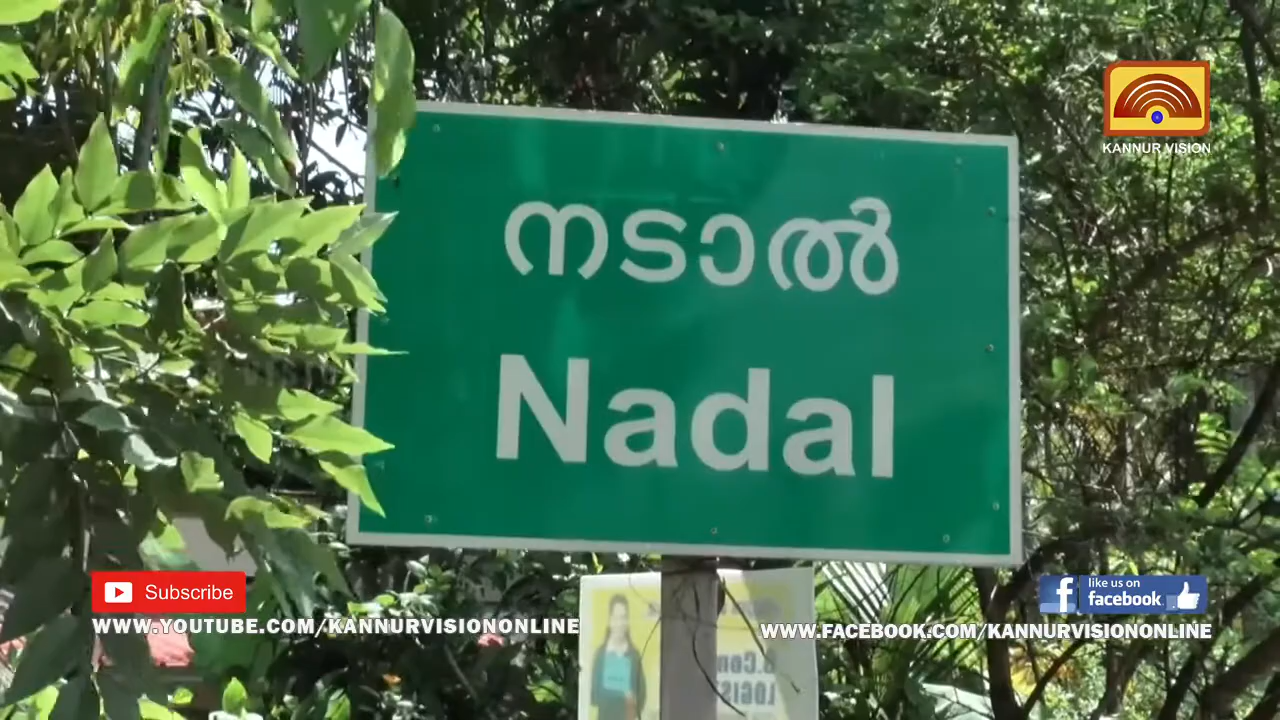 നടാൽ
Nadal
KANNUR VISION
Subscribe
WWW.YOUTUBE.COM/KANNURVISIONONLINE
like us on
facebook
WWW.FACEBOOK.COM/KANNURVISIONONLINE